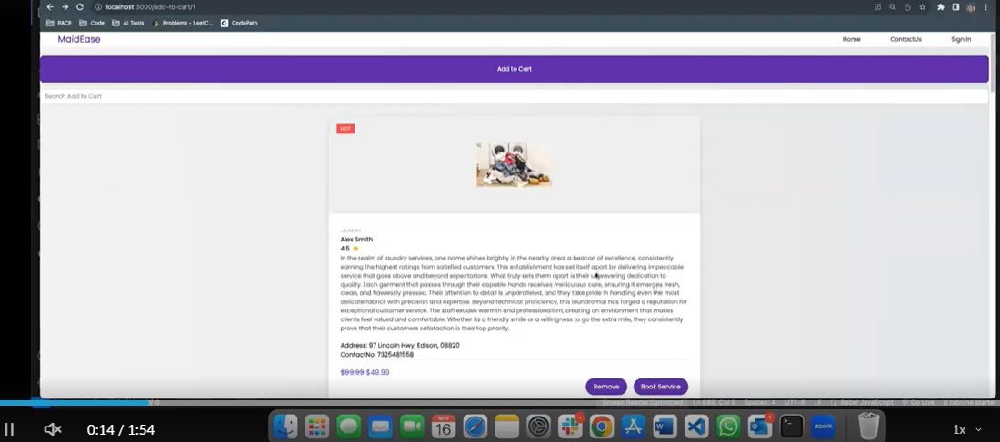 localhost:3000/add-to-cart/1
PACE Code AI Tools Problems - LeetC... CodePath
MaidEase Home ContactUs Sign In
Add to Cart
Search Add to Cart
HOT
LAUNDRY
Alex Smith
4.5
In the realm of laundry services, one name shines brightly in the nearby area: a beacon of excellence, consistently
earning the highest ratings from satisfied customers. This establishment has set itself apart by delivering impeccable
service that goes above and beyond expectations. What truly sets them apart is their unwavering dedication to
quality. Each garment that passes through their capable hands receives meticulous care, ensuring it emerges fresh,
clean, and flawlessly pressed. Their attention to detail is unparalleled, and they take pride in handling even the most
delicate fabrics with precision and expertise. Beyond technical proficiency, this laundromat has forged a reputation for
exceptional customer service. The staff exudes warmth and professionalism, creating an environment that makes
clients feel valued and comfortable. Whether its a friendly smile or a willingness to go the extra mile, they consistently
prove that their customers satisfaction is their top priority.
Address: 97 Lincoln Hwy, Edison, 08820
ContactNo: 7325481558
$99.99 $49.99
Remove Book Service
Spaces: 4 UTF-8 LF Babel JavaScript Go Live
0:14 / 1:54 NOV 16 zoom 1x